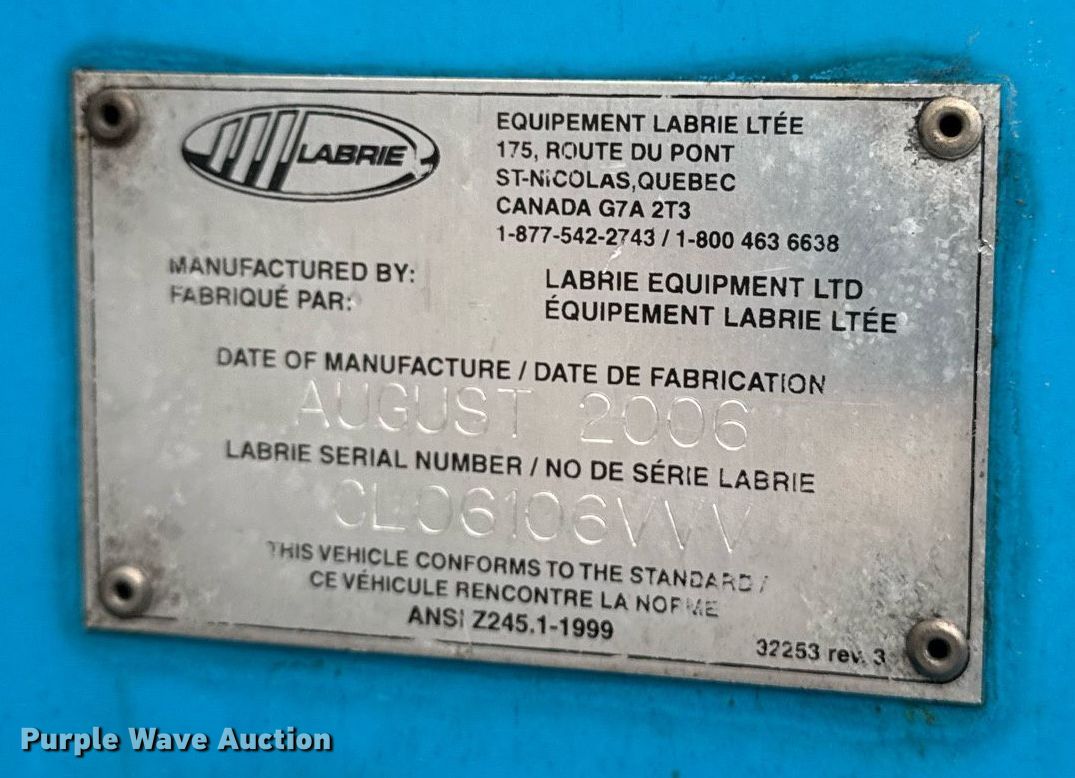 LABRIE
EQUIPEMENT LABRIE LTÉE
175, ROUTE DU PONT
ST-NICOLAS, QUEBEC
CANADA G7A 2T3
1-877-542-2743 / 1-800 463 6638
MANUFACTURED BY:
FABRIQUÉ PAR:
LABRIE EQUIPMENT LTD
ÉQUIPEMENT LABRIE LTÉE
DATE OF MANUFACTURE / DATE DE FABRICATION
AUGUST 2006
LABRIE SERIAL NUMBER / NO DE SÉRIE LABRIE
THIS VEHICLE CONFORMS TO THE STANDARD /
CE VÉHICULE RENCONTRE LA NORME
ANSI Z245.1-1999
32253 rev. 3
Purple Wave Auction